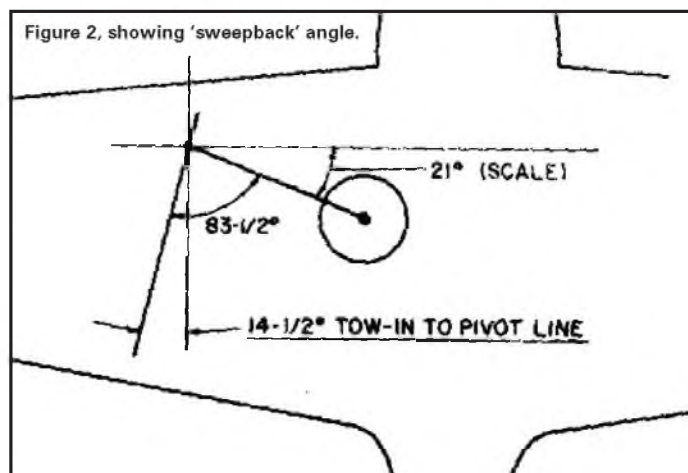 Figure 2, showing 'sweepback' angle.
21° (SCALE)
83-1/2°
14-1/2° TOW-IN TO PIVOT LINE